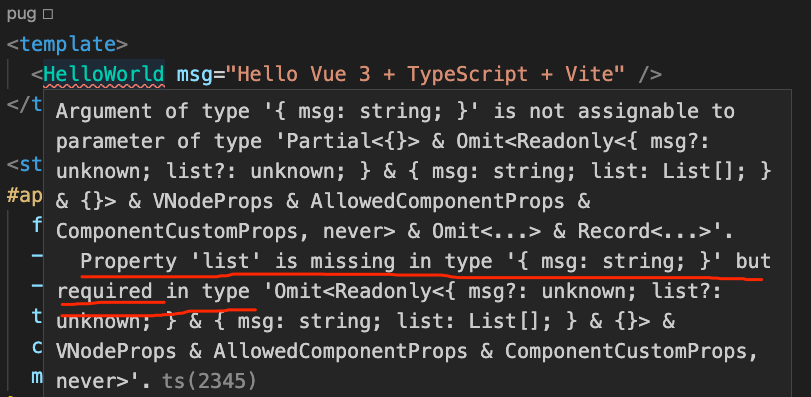 pug □
<template>
<HelloWorld msg="Hello Vue 3 + TypeScript + Vite" />
</t
Argument of type '{ msg: string; }' is not assignable to
parameter of type 'Partial<{}> & Omit<Readonly<{ msg?:
<st
unknown; list?: unknown; } & { msg: string; list: List[]; }
#ap
& {}> & VNodeProps & AllowedComponentProps &
f
ComponentCustomProps, never> & Omit<...> & Record<...>'.
Property 'list' is missing in type '{ msg: string; }' but
required in type 'Omit<Readonly<{ msg?: unknown; list?:
t
unknown; } & { msg: string; list: List[]; } & {}> &
c
VNodeProps & AllowedComponentProps & ComponentCustomProps,
m
never>'. ts(2345)